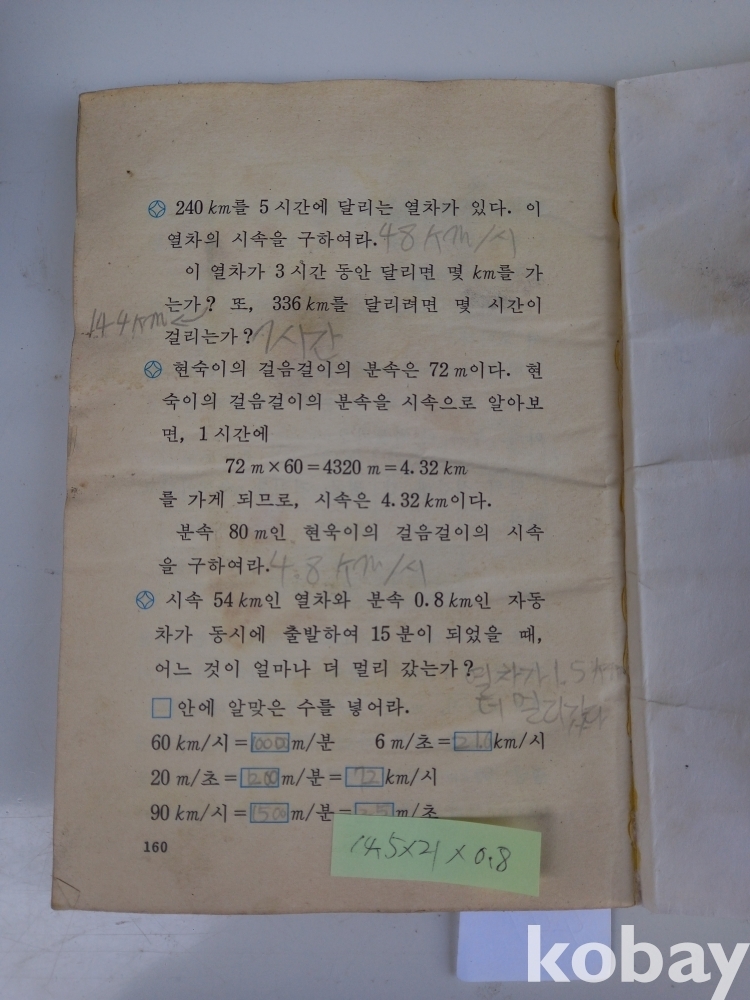 240 km를 5 시간에 달리는 열차가 있다. 이
열차의 시속을 구하여라. 48 km/시
이 열차가 3 시간 동안 달리면 몇 km를 가
는가? 또, 336 km를 달리려면 몇 시간이
144 km
걸리는가? 7시간
현숙이의 걸음걸이의 분속은 72 m이다. 현
숙이의 걸음걸이의 분속을 시속으로 알아보
면, 1 시간에
72 m × 60 = 4320 m = 4.32 km
를 가게 되므로, 시속은 4.32 km이다.
분속 80 m인 현욱이의 걸음걸이의 시속
을 구하여라. 4.8 km/시
시속 54 km인 열차와 분속 0.8 km인 자동
차가 동시에 출발하여 15 분이 되었을 때,
어느 것이 얼마나 더 멀리 갔는가? 열차가 1.5 km
더 멀리 갔다
□ 안에 알맞은 수를 넣어라.
60 km/시 = 1000 m/분 6 m/초 = km/시
20 m/초 = 1200 m/분 = 72 km/시
90 km/시 = 1500 m/분 = 25 m/초
160
14.5×21×0.8
kobay